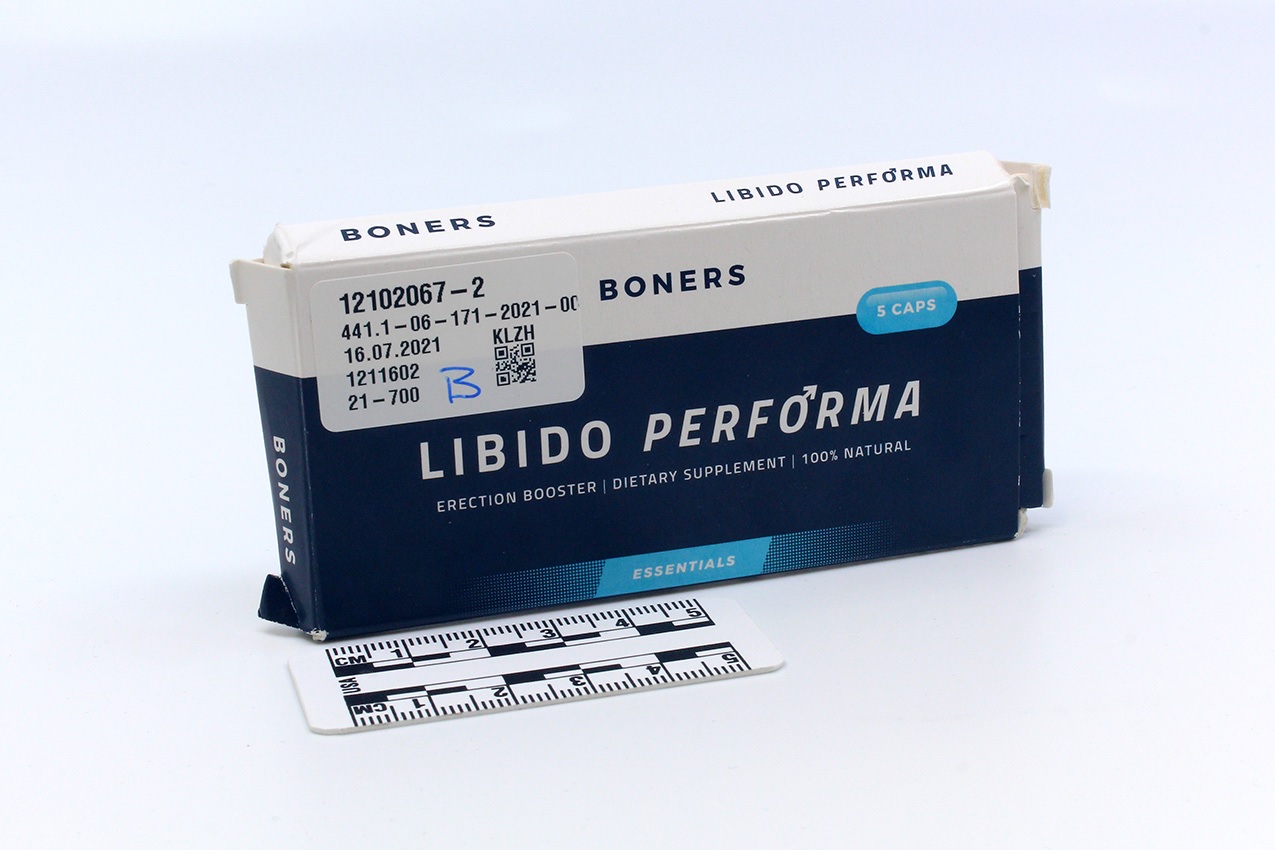 BONERS
LIBIDO PERFORMA
12102067-2
441.1-06-171-2021-00
16.07.2021
KLZH
1211602
21-700
B
BONERS
5 CAPS
LIBIDO PERFORMA
ERECTION BOOSTER | DIETARY SUPPLEMENT | 100% NATURAL
ESSENTIALS
BONERS
CM 1 2 3 4 5
USA
CM 1 2 3 4 5